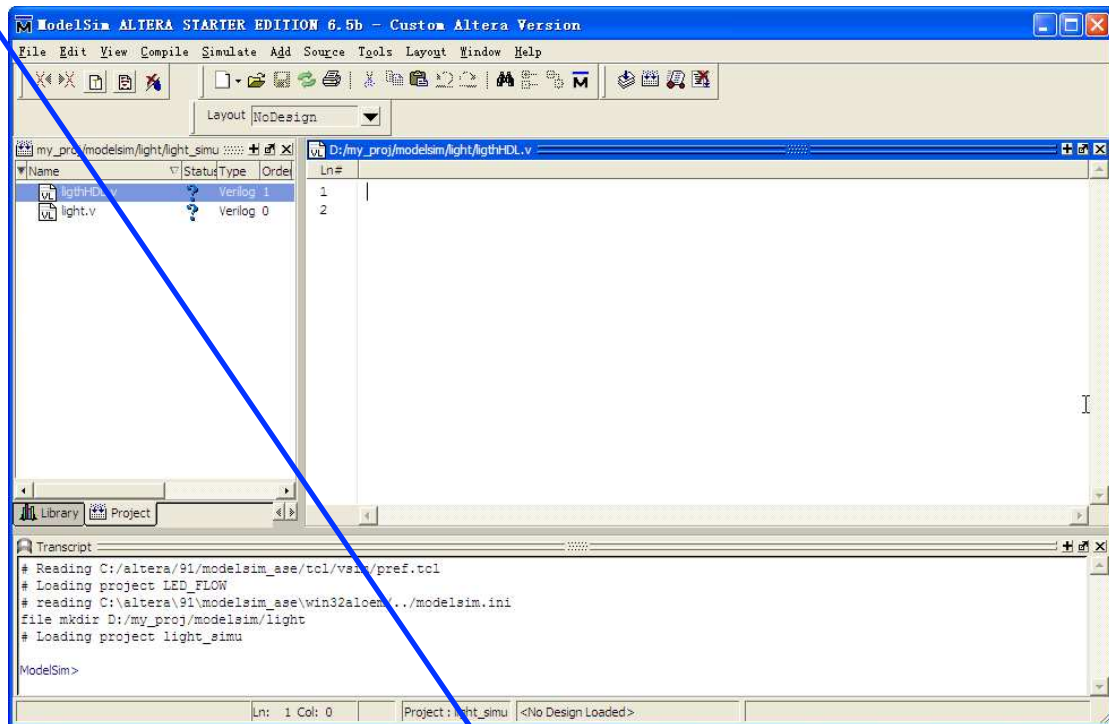 ModelSim ALTERA STARTER EDITION 6.5b - Custom Altera Version
File Edit View Compile Simulate Add Source Tools Layout Window Help
Layout NoDesign
my_proj/modelsim/light/light_simu
D:/my_proj/modelsim/light/ligthHDL.v
Name Status Type Order
Ln#
ligthHDL.v Verilog 1
1
light.v Verilog 0
2
Library Project
Transcript
# Reading C:/altera/91/modelsim_ase/tcl/vsim/pref.tcl
# Loading project LED_FLOW
# reading C:\altera\91\modelsim_ase\win32aloem/../modelsim.ini
file mkdir D:/my_proj/modelsim/light
# Loading project light_simu
ModelSim>
Ln: 1 Col: 0 Project : light_simu <No Design Loaded>